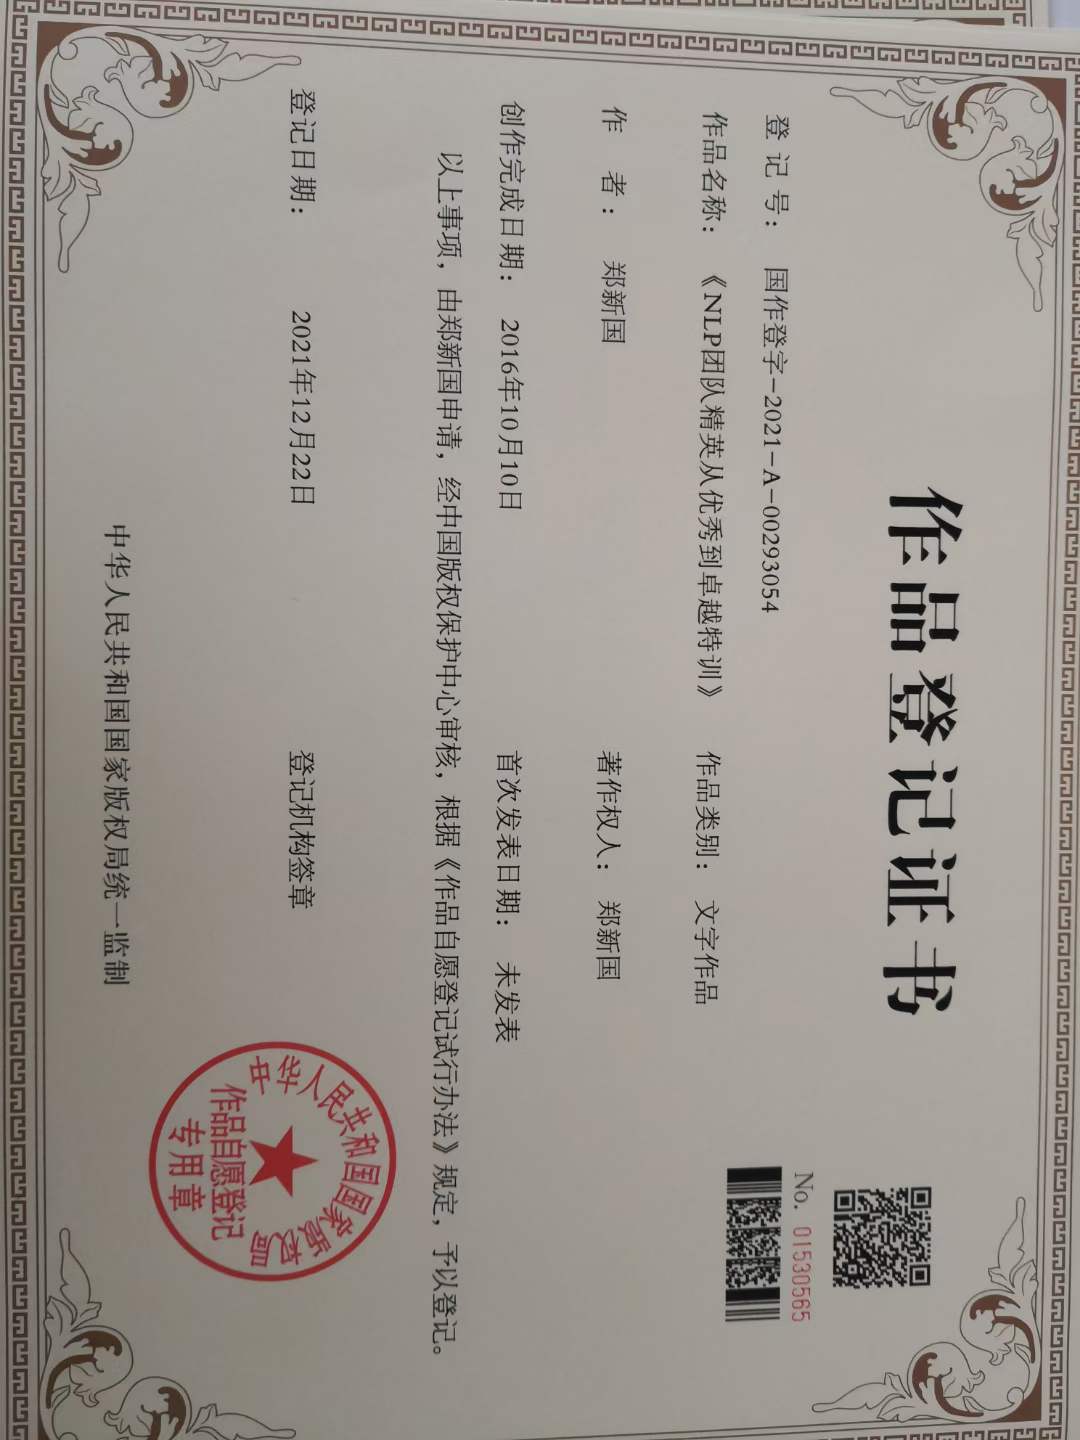 作品登记证书
No. 01530565
登 记 号： 国作登字-2021-A-00293054
作品名称： 《NLP团队精英从优秀到卓越特训》 作品类别： 文字作品
作 者： 郑新国 著作权人： 郑新国
创作完成日期： 2016年10月10日 首次发表日期： 未发表
以上事项，由郑新国申请，经中国版权保护中心审核，根据《作品自愿登记试行办法》规定，予以登记。
登记日期： 2021年12月22日 登记机构签章
中华人民共和国国家版权局
作品自愿登记
专用章
中华人民共和国国家版权局统一监制